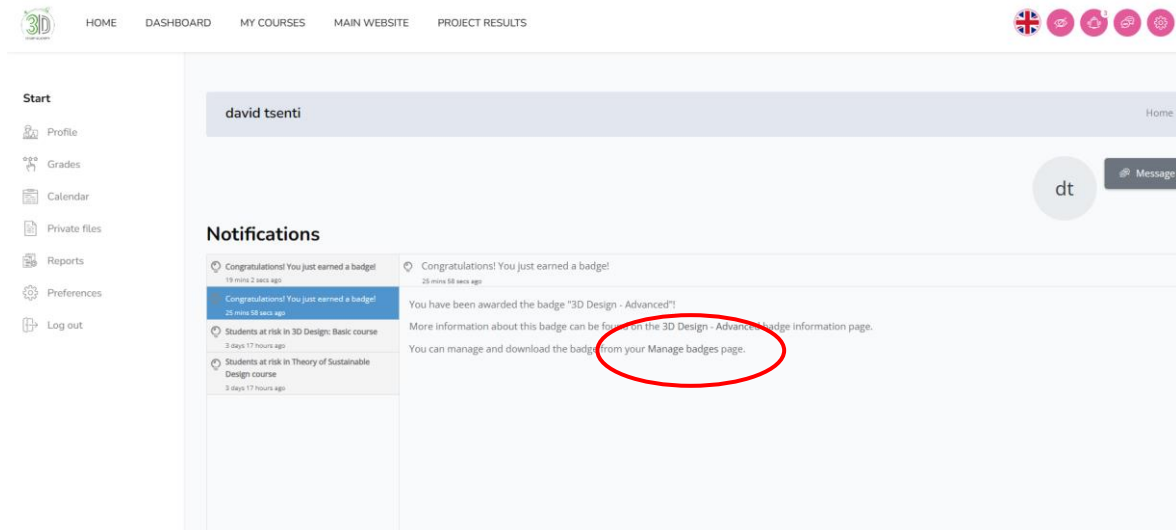 3D
HOME DASHBOARD MY COURSES MAIN WEBSITE PROJECT RESULTS
3
Start
Profile
Grades
Calendar
Private files
Reports
Preferences
Log out
david tsenti
Home
dt
Message
Notifications
Congratulations! You just earned a badge!
19 mins 2 secs ago
Congratulations! You just earned a badge!
25 mins 58 secs ago
Students at risk in 3D Design: Basic course
3 days 17 hours ago
Students at risk in Theory of Sustainable
Design course
3 days 17 hours ago
Congratulations! You just earned a badge!
25 mins 58 secs ago
You have been awarded the badge "3D Design - Advanced"!
More information about this badge can be found on the 3D Design - Advanced badge information page.
You can manage and download the badge from your Manage badges page.